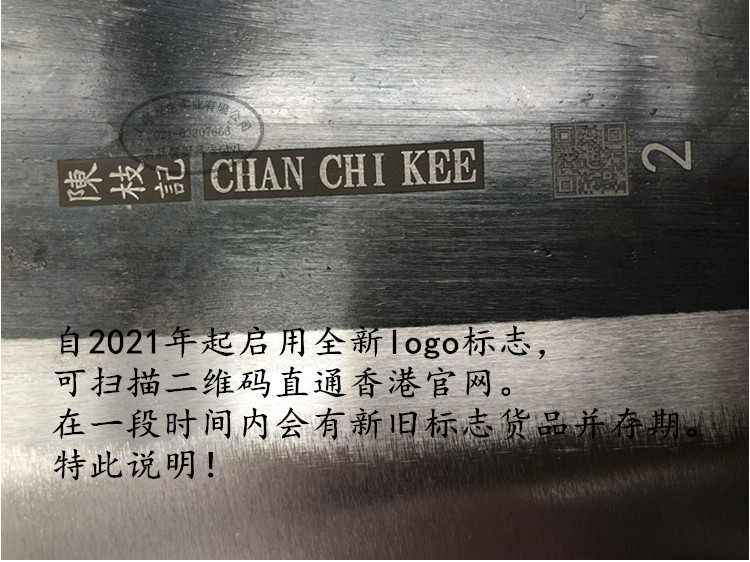 021-63807666
陳枝記 CHAN CHI KEE 2
自2021年起启用全新logo标志，
可扫描二维码直通香港官网。
在一段时间内会有新旧标志货品并存期。
特此说明！